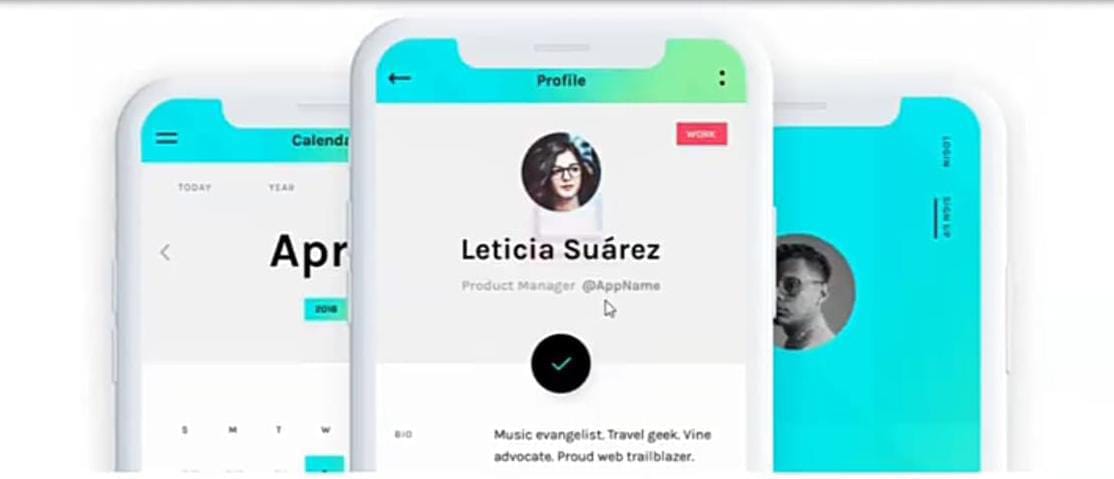 Calenda
TODAY
YEAR
Apr
2018
S M T W
Profile
WORK
Leticia Suárez
Product Manager @AppName
BIO
Music evangelist. Travel geek. Vine
advocate. Proud web trailblazer.
LOGIN
SIGN UP